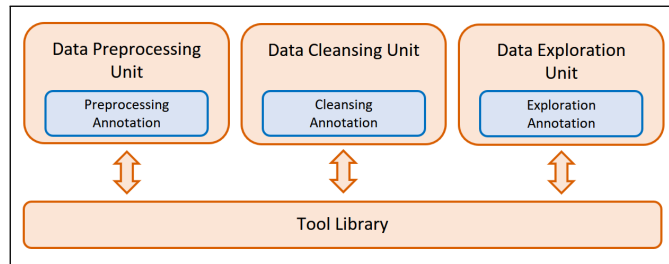 Data Preprocessing
Unit
Preprocessing
Annotation
Data Cleansing Unit
Cleansing
Annotation
Data Exploration
Unit
Exploration
Annotation
Tool Library